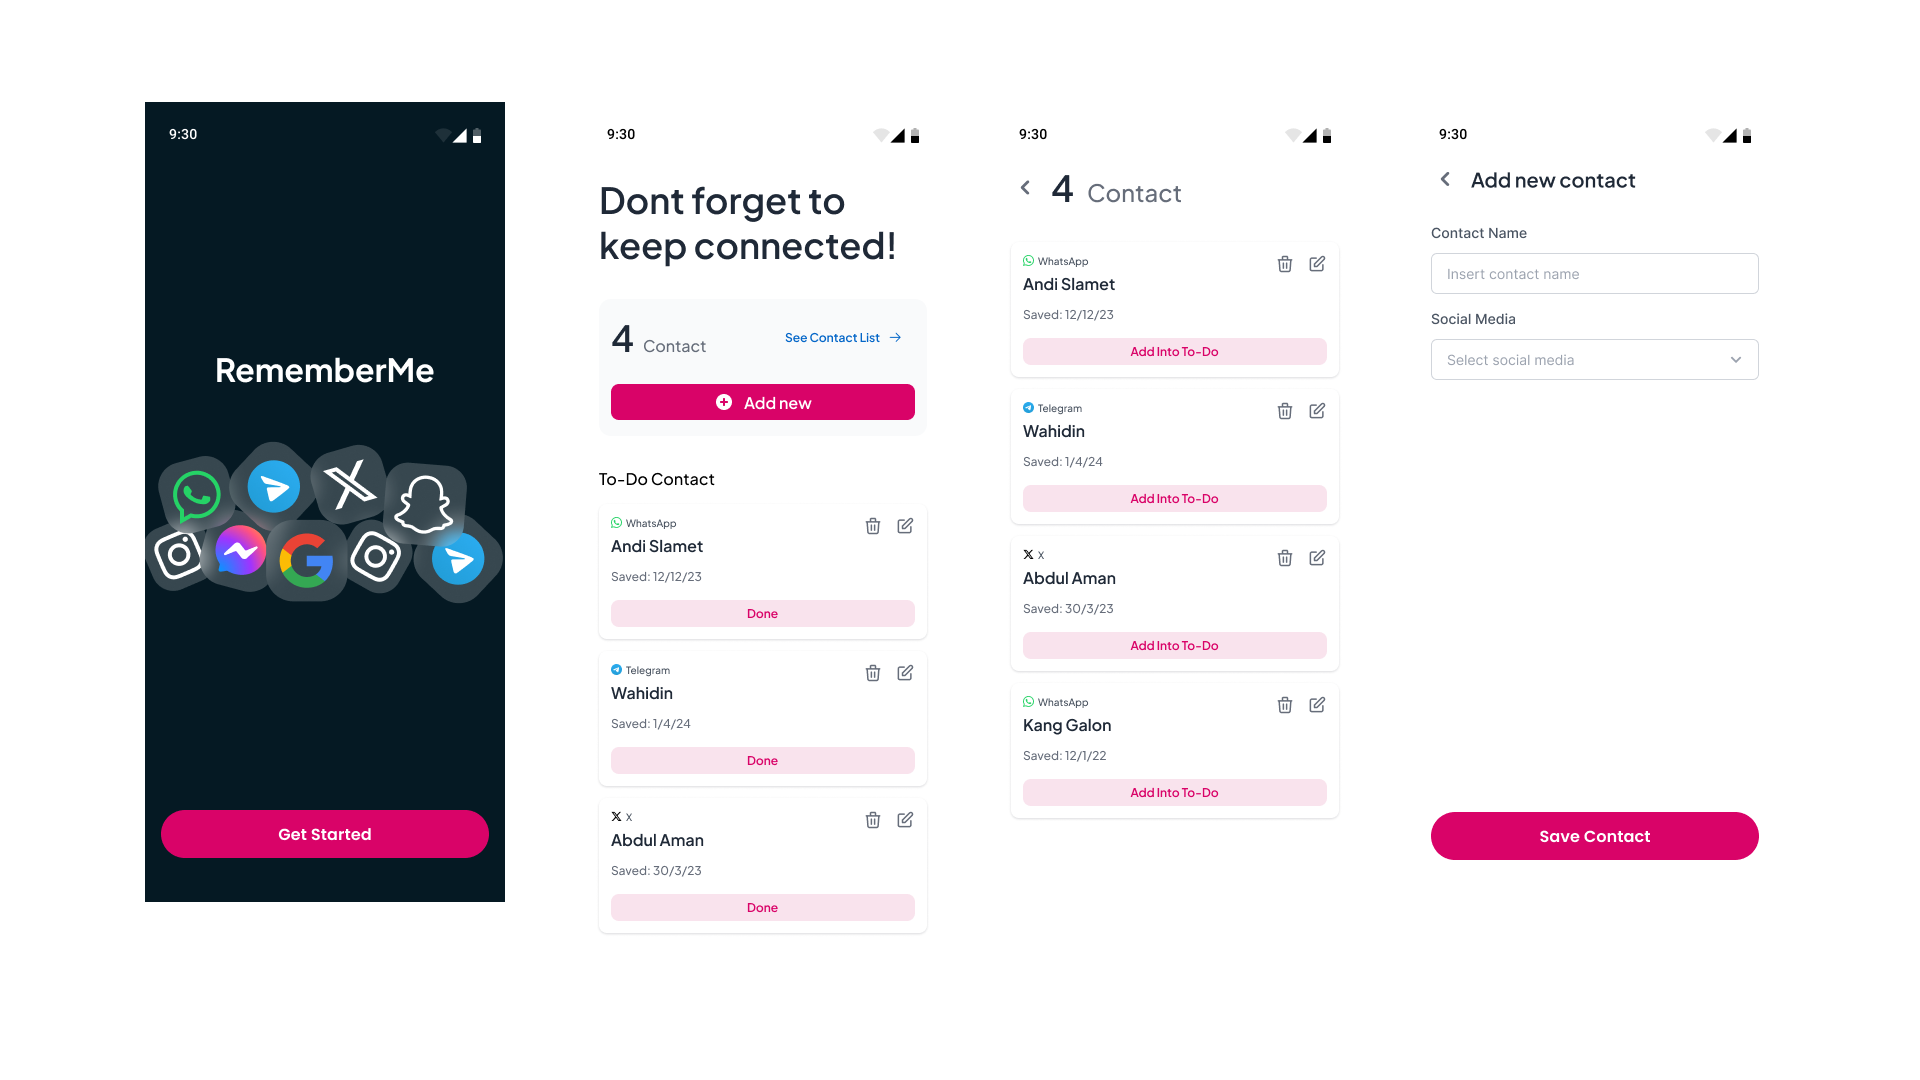 9:30
RememberMe
Get Started
9:30
Dont forget to
keep connected!
4 Contact
See Contact List
Add new
To-Do Contact
WhatsApp
Andi Slamet
Saved: 12/12/23
Done
Telegram
Wahidin
Saved: 1/4/24
Done
X
Abdul Aman
Saved: 30/3/23
Done
9:30
4 Contact
WhatsApp
Andi Slamet
Saved: 12/12/23
Add Into To-Do
Telegram
Wahidin
Saved: 1/4/24
Add Into To-Do
X
Abdul Aman
Saved: 30/3/23
Add Into To-Do
WhatsApp
Kang Galon
Saved: 12/1/22
Add Into To-Do
9:30
Add new contact
Contact Name
Insert contact name
Social Media
Select social media
Save Contact